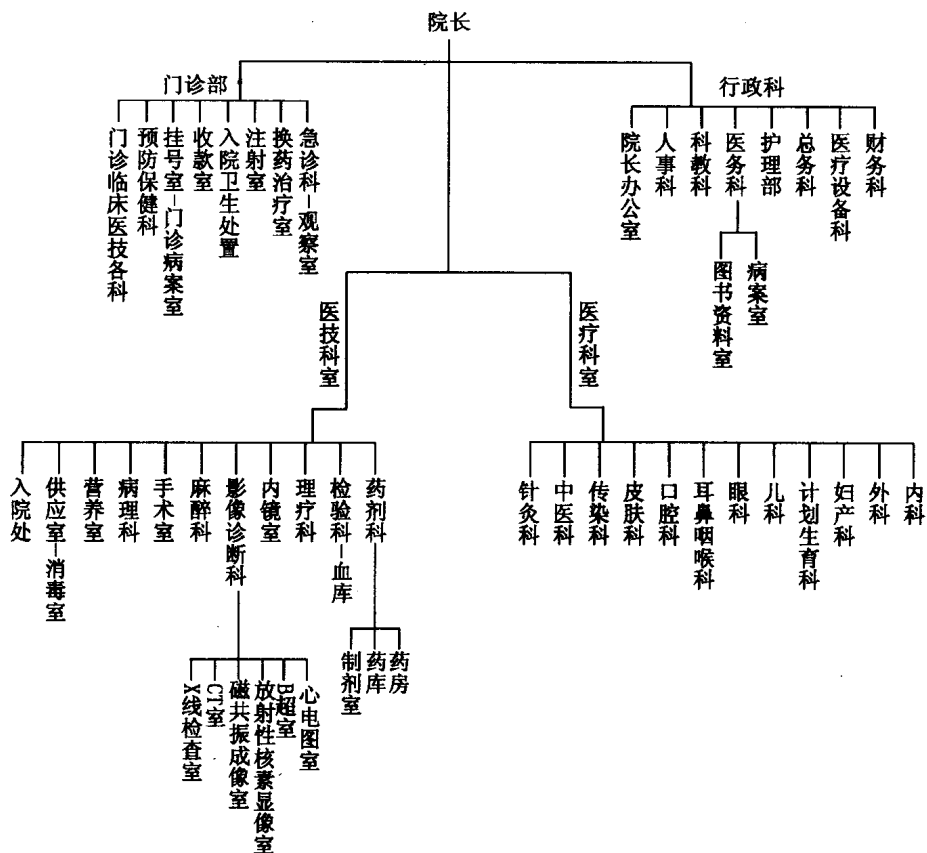 院长
门诊部
行政科
门诊临床医技各科
预防保健科
挂号室-门诊病案室
收款室
入院卫生处置
注射室
换药治疗室
急诊科-观察室
院长办公室
人事科
科教科
医务科
护理部
总务科
医疗设备科
财务科
图书资料室
病案室
医技科室
医疗科室
入院处
供应室-消毒室
营养室
病理科
手术室
麻醉科
影像诊断科
内镜室
理疗科
检验科-血库
药剂科
针灸科
中医科
传染科
皮肤科
口腔科
耳鼻咽喉科
眼科
儿科
计划生育科
妇产科
外科
内科
制剂室
药库
药房
X线检查室
CT室
磁共振成像室
放射性核素显像室
B超室
心电图室